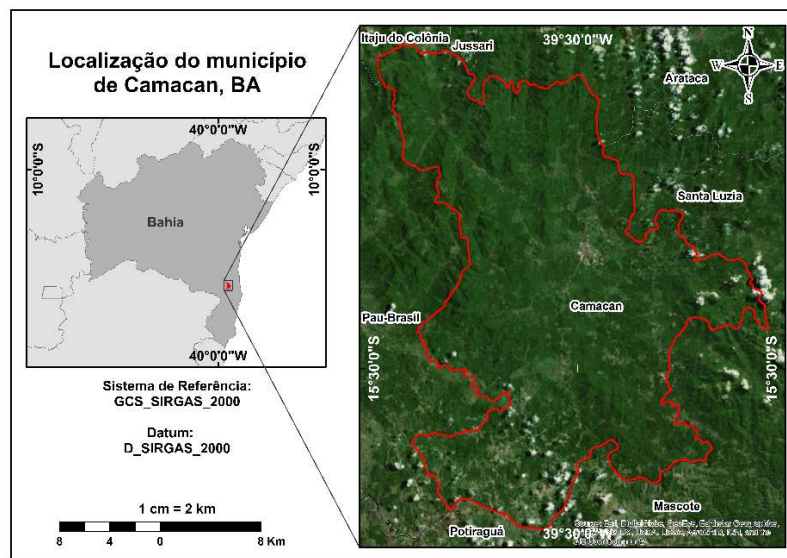 Localização do município
de Camacan, BA
40°0'0"W
10°0'0"S
10°0'0"S
Bahia
40°0'0"W
Sistema de Referência:
GCS_SIRGAS_2000
Datum:
D_SIRGAS_2000
1 cm = 2 km
8 4 0 8 Km
Itaju do Colônia
Jussari
39°30'0"W
N
W E
S
Arataca
Santa Luzia
Camacan
Pau-Brasil
15°30'0"S
15°30'0"S
Mascote
Potiraguá
39°30'0"W